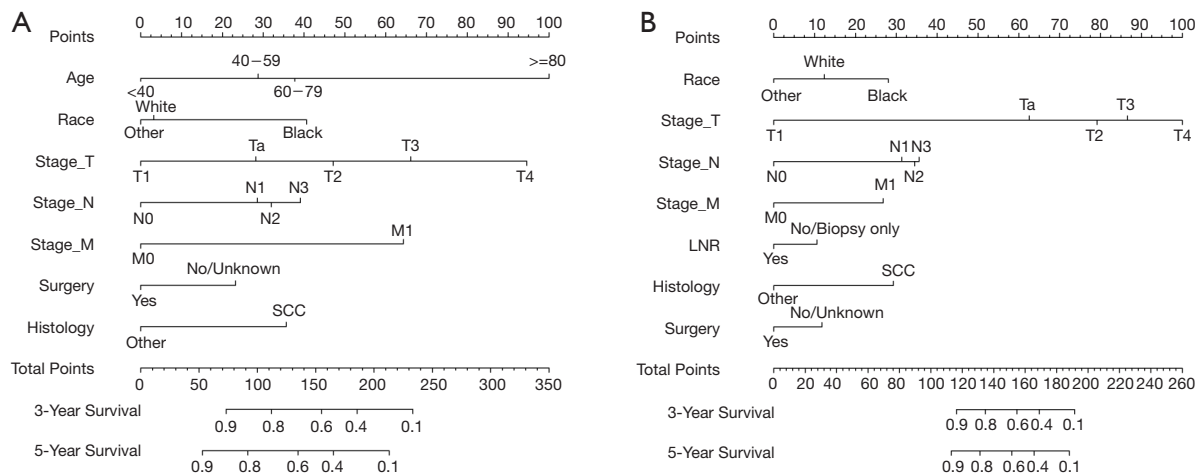 A
Points
0 10 20 30 40 50 60 70 80 90 100
Age
40–59 >=80
<40 60–79
Race
White
Other Black
Stage_T
Ta T3
T1 T2 T4
Stage_N
N1 N3
N0 N2
Stage_M
M1
M0
Surgery
No/Unknown
Yes
Histology
SCC
Other
Total Points
0 50 100 150 200 250 300 350
3-Year Survival
0.9 0.8 0.6 0.4 0.1
5-Year Survival
0.9 0.8 0.6 0.4 0.1
B
Points
0 10 20 30 40 50 60 70 80 90 100
Race
White
Other Black
Stage_T
Ta T3
T1 T2 T4
Stage_N
N1 N3
N0 N2
Stage_M
M1
M0
LNR
No/Biopsy only
Yes
Histology
SCC
Other
Surgery
No/Unknown
Yes
Total Points
0 20 40 60 80 100 120 140 160 180 200 220 240 260
3-Year Survival
0.9 0.8 0.6 0.4 0.1
5-Year Survival
0.9 0.8 0.6 0.4 0.1